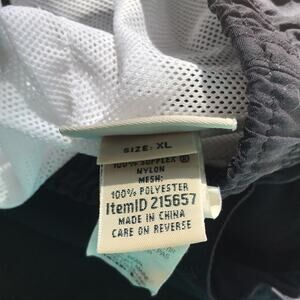 SIZE: XL
100% SUPPLEX ®
NYLON
MESH:
100% POLYESTER
ItemID 215657
MADE IN CHINA
CARE ON REVERSE